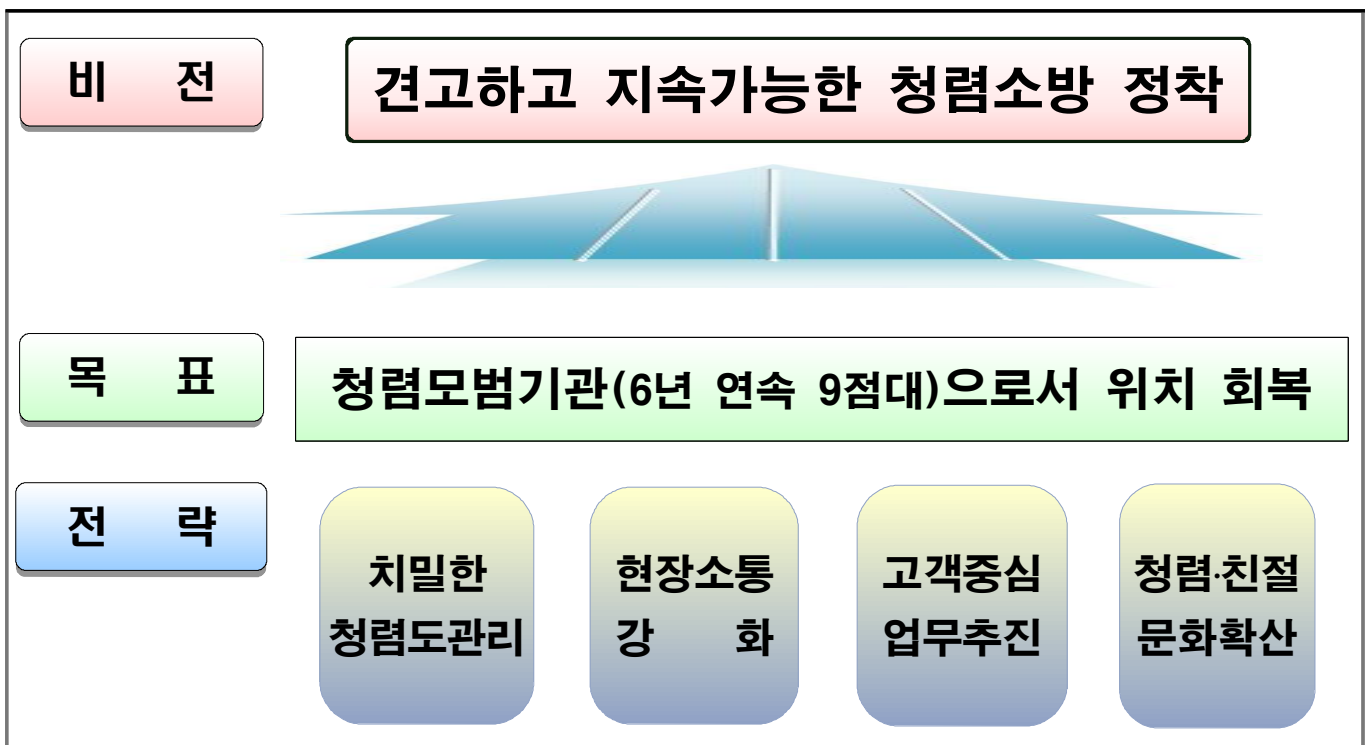 비 전
견고하고 지속가능한 청렴소방 정착
목 표
청렴모범기관(6년 연속 9점대)으로서 위치 회복
전 략
치밀한
청렴도관리
현장소통
강 화
고객중심
업무추진
청렴·친절
문화확산